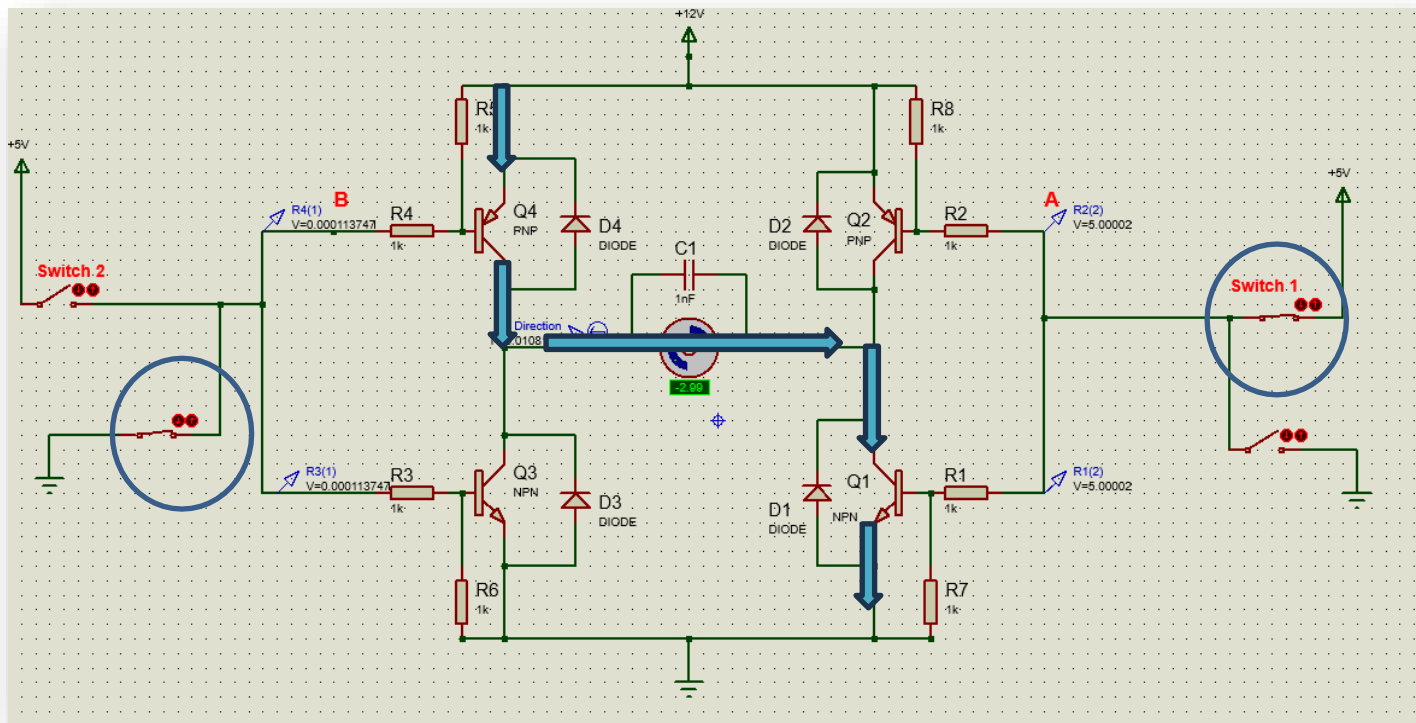 +12V
R5
1k
R8
1k
+5V
+5V
B
A
R4(1)
V=0.000113747
R4
1k
Q4
PNP
D4
DIODE
D2
DIODE
Q2
PNP
R2
1k
R2(2)
V=5.00002
C1
1nF
Switch 2
Switch 1
Direction
0108
-2.99
R3(1)
V=0.000113747
R3
1k
Q3
NPN
D3
DIODE
D1
DIODE
Q1
NPN
R1
1k
R1(2)
V=5.00002
R6
1k
R7
1k